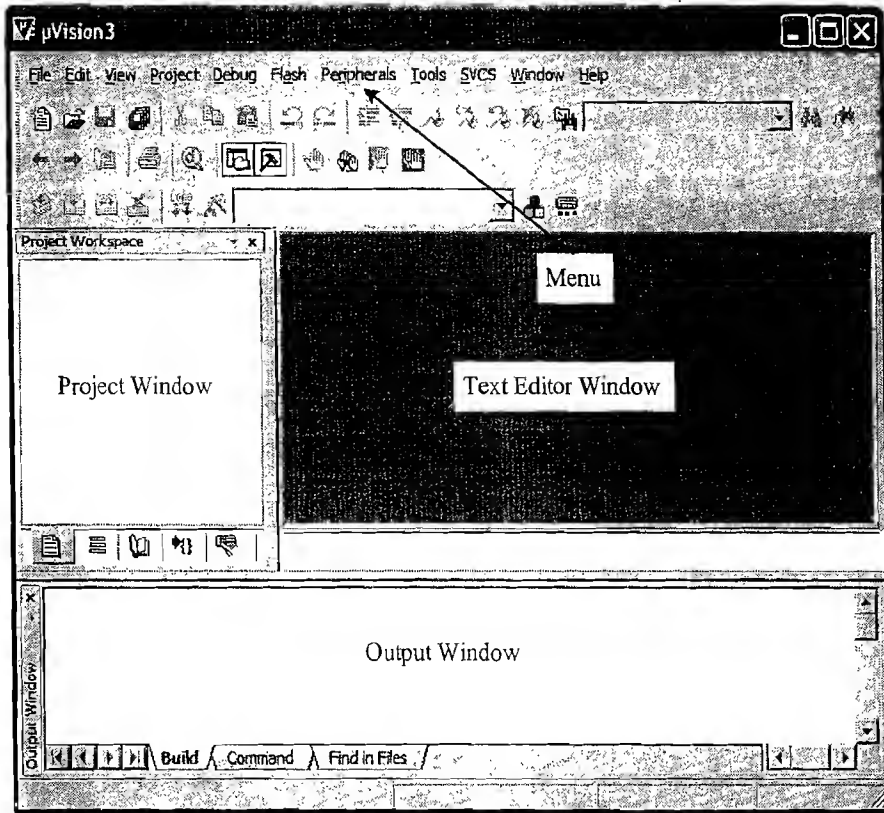 µVision3
File Edit View Project Debug Flash Peripherals Tools SVCS Window Help
Project Workspace
Menu
Project Window
Text Editor Window
Output Window
Output Window
Build Command Find in Files